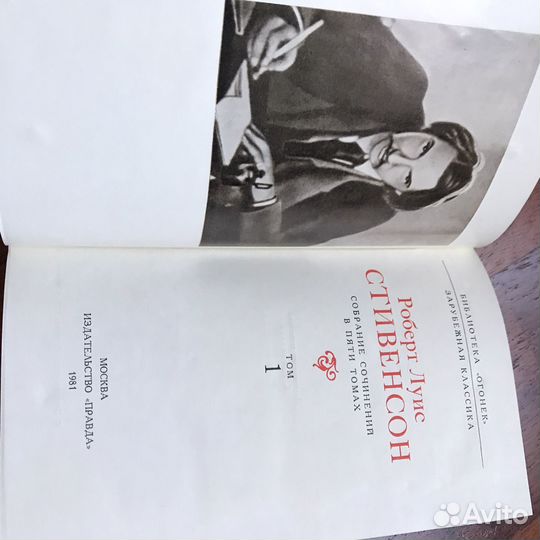 БИБЛИОТЕКА «ОГОНЕК»
ЗАРУБЕЖНАЯ КЛАССИКА
Роберт Луис
СТИВЕНСОН
СОБРАНИЕ СОЧИНЕНИЙ
В ПЯТИ ТОМАХ
ТОМ
1
МОСКВА
ИЗДАТЕЛЬСТВО «ПРАВДА»
1981
Avito